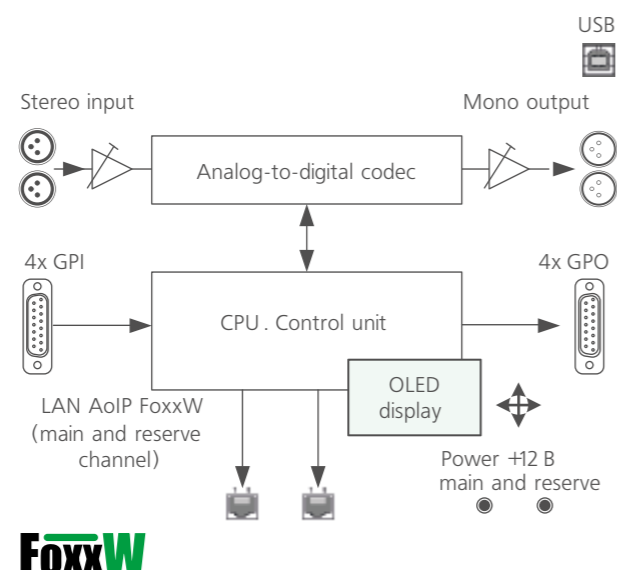 USB
Stereo input
Mono output
Analog-to-digital codec
4x GPI
4x GPO
CPU . Control unit
OLED
display
LAN AoIP FoxxW
(main and reserve
channel)
Power +12 B
main and reserve
FoxxW